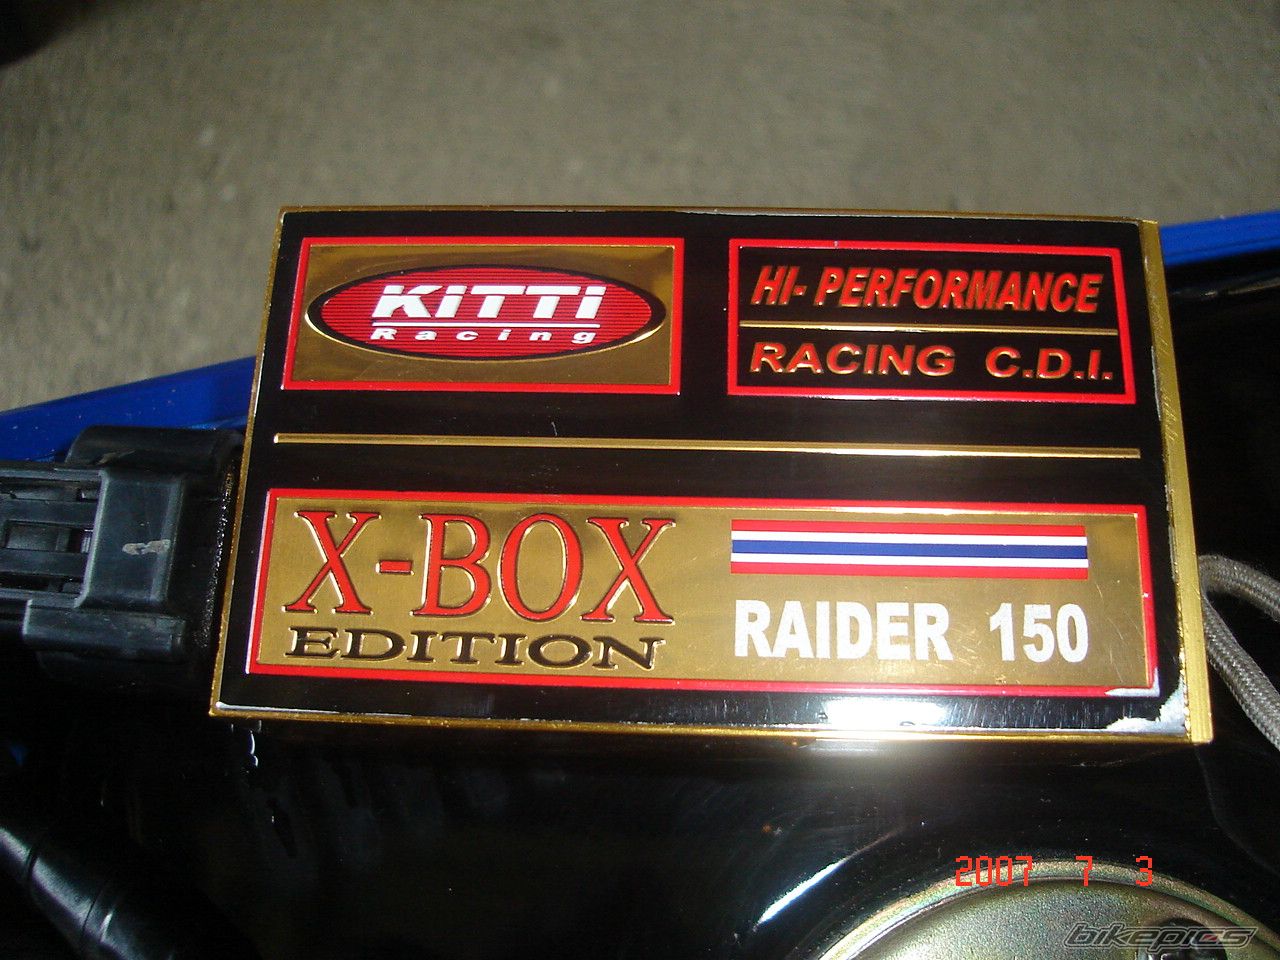 KITTI
Racing
HI- PERFORMANCE
RACING C.D.I.
X-BOX
EDITION
RAIDER 150
2007 7 3
bikepics